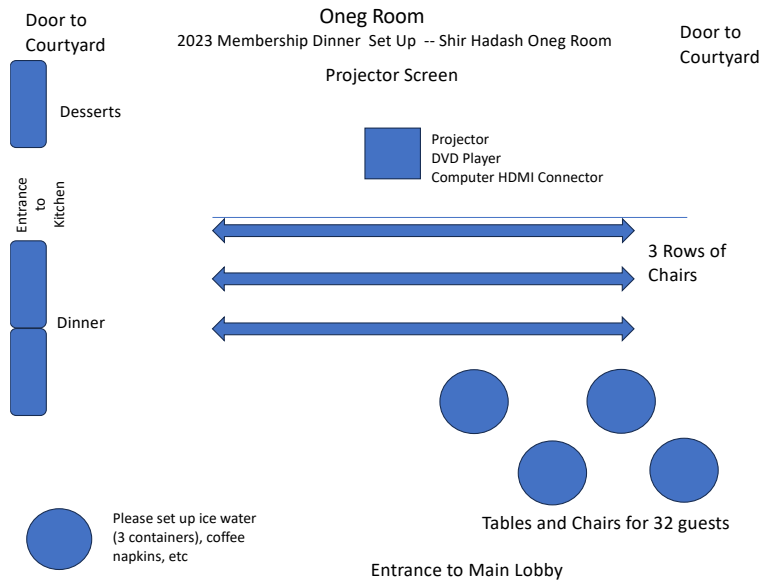 Door to
Courtyard
Oneg Room
2023 Membership Dinner  Set Up  -- Shir Hadash Oneg Room
Door to
Courtyard
Projector Screen
Desserts
Projector
DVD Player
Computer HDMI Connector
Entrance
to
Kitchen
3 Rows of
Chairs
Dinner
Please set up ice water
(3 containers), coffee
napkins, etc
Tables and Chairs for 32 guests
Entrance to Main Lobby